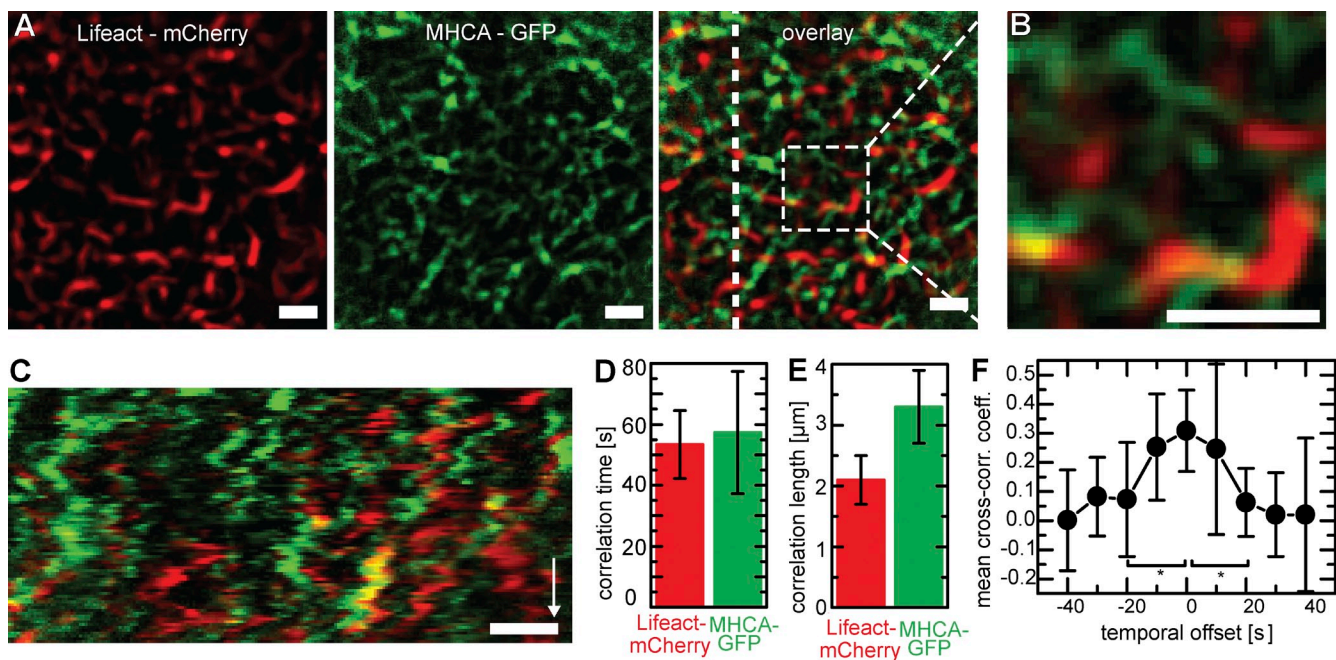 A
Lifeact - mCherry
MHCA - GFP
overlay
B
C
D
correlation time [s]
80
60
40
20
0
Lifeact-
mCherry
MHCA-
GFP
E
correlation length [µm]
4
3
2
1
0
Lifeact-
mCherry
MHCA-
GFP
F
mean cross-corr. coeff.
0.5
0.4
0.3
0.2
0.1
0.0
-0.1
-0.2
* *
-40 -20 0 20 40
temporal offset [s]